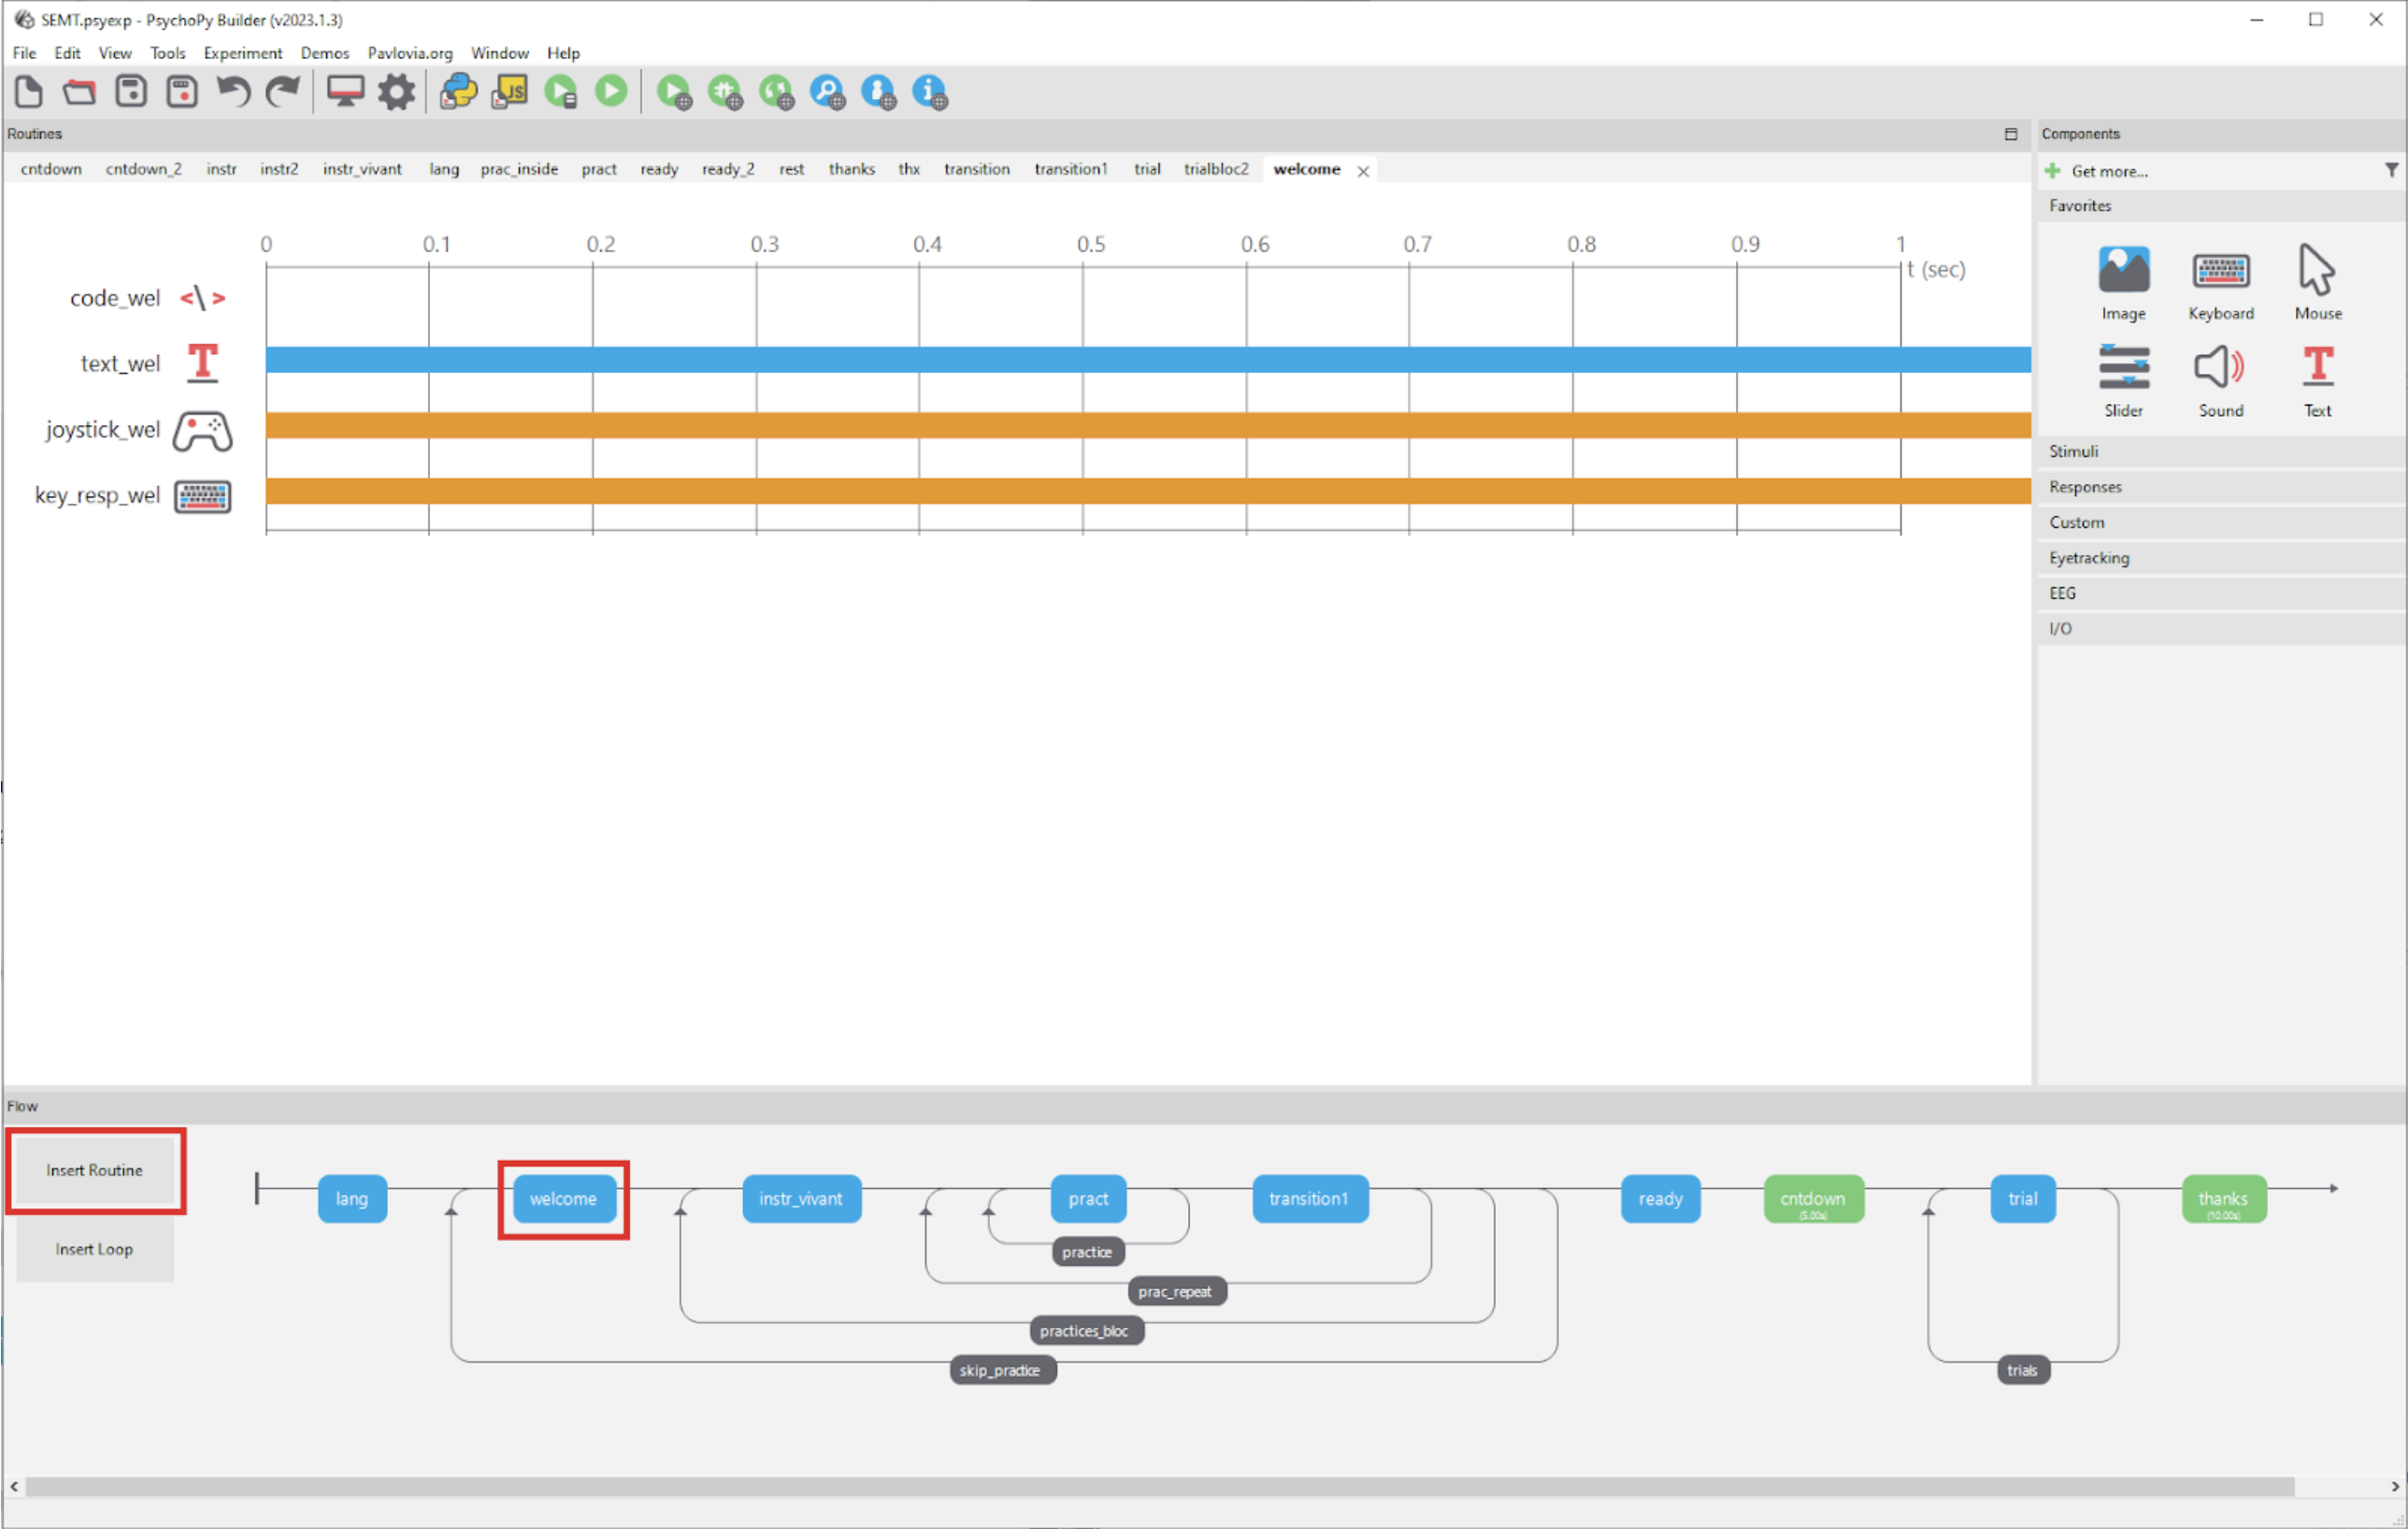 SEMT.psyexp - PsychoPy Builder (v2023.1.3)
File Edit View Tools Experiment Demos Pavlovia.org Window Help
JS
Routines
Components
cntdown cntdown_2 instr instr2 instr_vivant lang prac_inside pract ready ready_2 rest thanks thx transition transition1 trial trialbloc2 welcome
Get more...
Favorites
0 0.1 0.2 0.3 0.4 0.5 0.6 0.7 0.8 0.9 1
t (sec)
code_wel
text_wel
joystick_wel
key_resp_wel
Image Keyboard Mouse
Slider Sound Text
Stimuli
Responses
Custom
Eyetracking
EEG
I/O
Flow
Insert Routine
Insert Loop
lang welcome instr_vivant pract transition1 ready cntdown trial thanks
(5.00s) (10.00s)
practice
prac_repeat
practices_bloc
skip_practice
trials